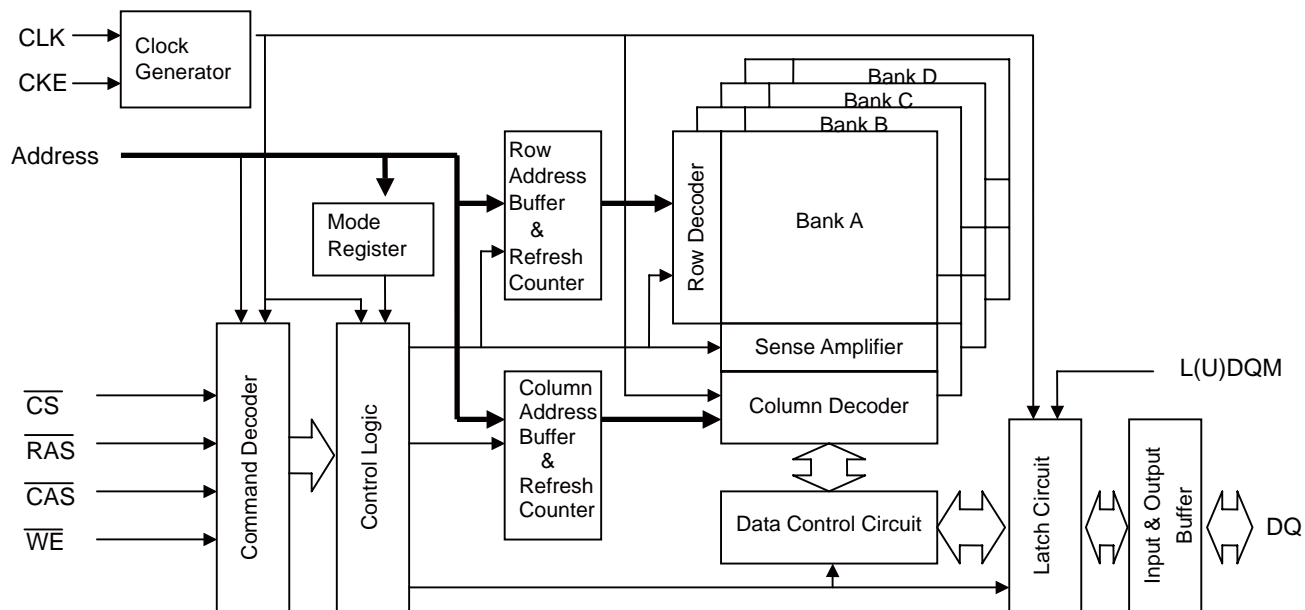 CLK
CKE
Clock
Generator
Address
Mode
Register
Row
Address
Buffer
&
Refresh
Counter
Row Decoder
Bank D
Bank C
Bank B
Bank A
Sense Amplifier
Column Decoder
CS
RAS
CAS
WE
Command Decoder
Control Logic
Column
Address
Buffer
&
Refresh
Counter
Data Control Circuit
L(U)DQM
Latch Circuit
Input & Output
Buffer
DQ